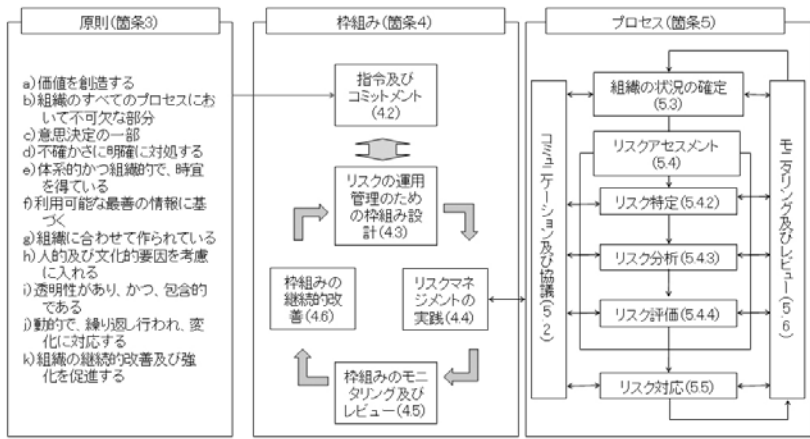 原則(箇条3)
a)価値を創造する
b)組織のすべてのプロセスにお
いて不可欠な部分
c)意思決定の一部
d)不確かさに明確に対処する
e)体系的かつ組織的で、時宜
を得ている
f)利用可能な最善の情報に基
づく
g)組織に合わせて作られている
h)人的及び文化的要因を考慮
に入れる
i)透明性があり、かつ、包含的
である
j)動的で、繰り返し行われ、変
化に対応する
k)組織の継続的改善及び強
化を促進する
枠組み(箇条4)
指令及び
コミットメント
(4.2)
リスクの運用
管理のため
の枠組み設
計(4.3)
枠組みの
継続的改
善(4.6)
リスクマネ
ジメントの
実践(4.4)
枠組みのモニ
タリング及び
レビュー(4.5)
プロセス(箇条5)
コミュニケーション及び協議(5.2)
組織の状況の確定
(5.3)
リスクアセスメント
(5.4)
リスク特定(5.4.2)
リスク分析(5.4.3)
リスク評価(5.4.4)
リスク対応(5.5)
モニタリング及びレビュー(5.6)